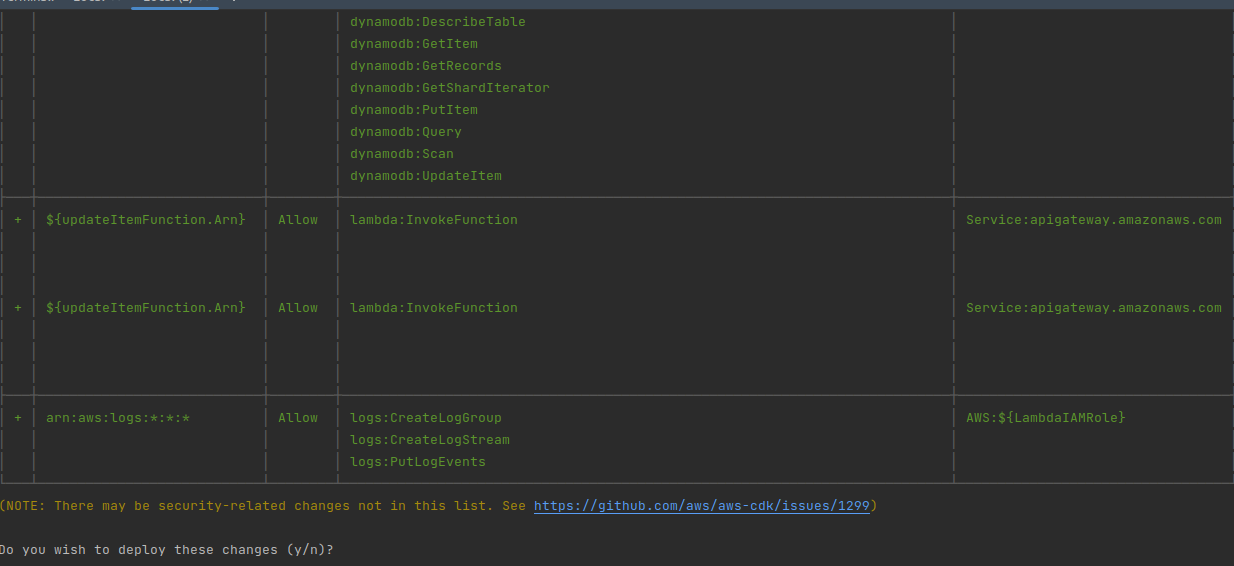 dynamodb:DescribeTable
dynamodb:GetItem
dynamodb:GetRecords
dynamodb:GetShardIterator
dynamodb:PutItem
dynamodb:Query
dynamodb:Scan
dynamodb:UpdateItem
+ ${updateItemFunction.Arn} Allow lambda:InvokeFunction Service:apigateway.amazonaws.com
+ ${updateItemFunction.Arn} Allow lambda:InvokeFunction Service:apigateway.amazonaws.com
+ arn:aws:logs:*:*:* Allow logs:CreateLogGroup AWS:${LambdaIAMRole}
logs:CreateLogStream
logs:PutLogEvents
(NOTE: There may be security-related changes not in this list. See https://github.com/aws/aws-cdk/issues/1299)
Do you wish to deploy these changes (y/n)?